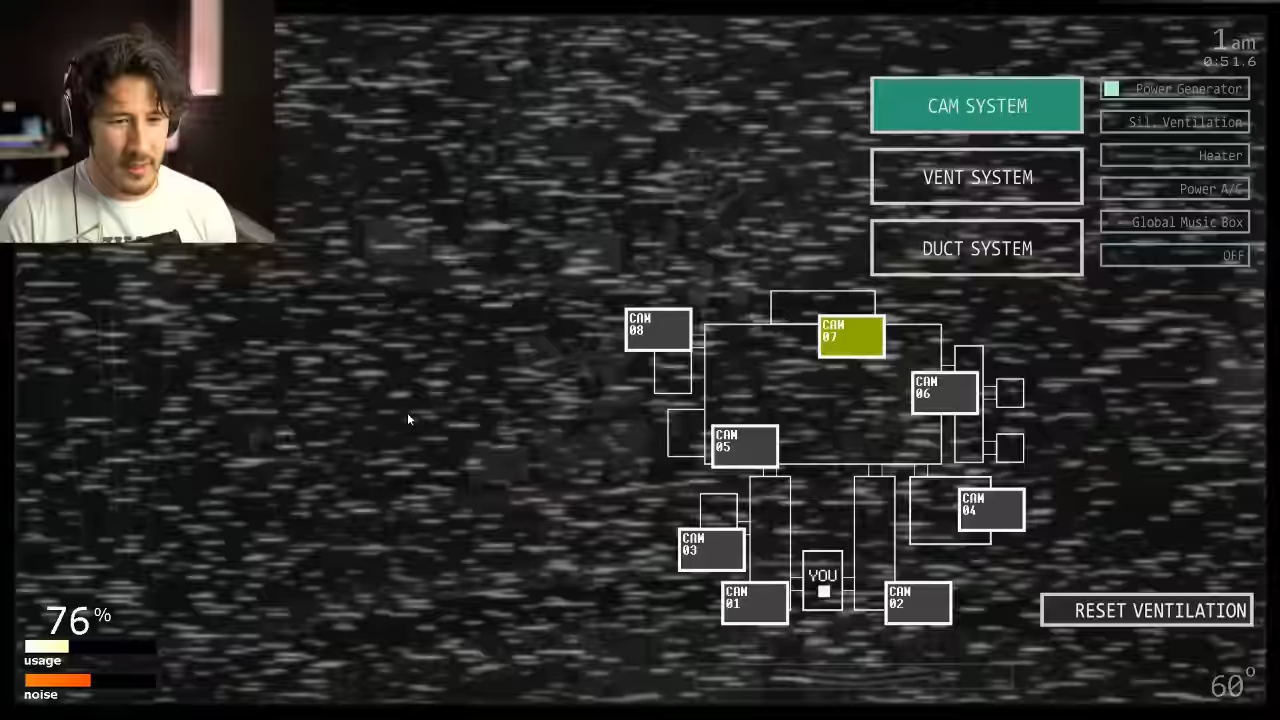 1 am
0:51.6
CAM SYSTEM
Power Generator
Sil. Ventilation
Heater
VENT SYSTEM
Power A/C
Global Music Box
DUCT SYSTEM
OFF
CAM
08
CAM
07
CAM
06
CAM
05
CAM
04
CAM
03
YOU
CAM
01
CAM
02
RESET VENTILATION
76%
usage
noise
60°